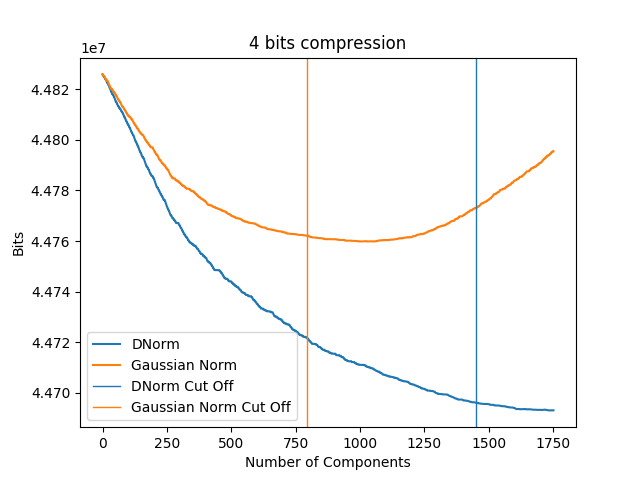 4 bits compression
1e7
4.482
4.480
4.478
4.476
4.474
4.472
4.470
Bits
DNorm
Gaussian Norm
DNorm Cut Off
Gaussian Norm Cut Off
0 250 500 750 1000 1250 1500 1750
Number of Components